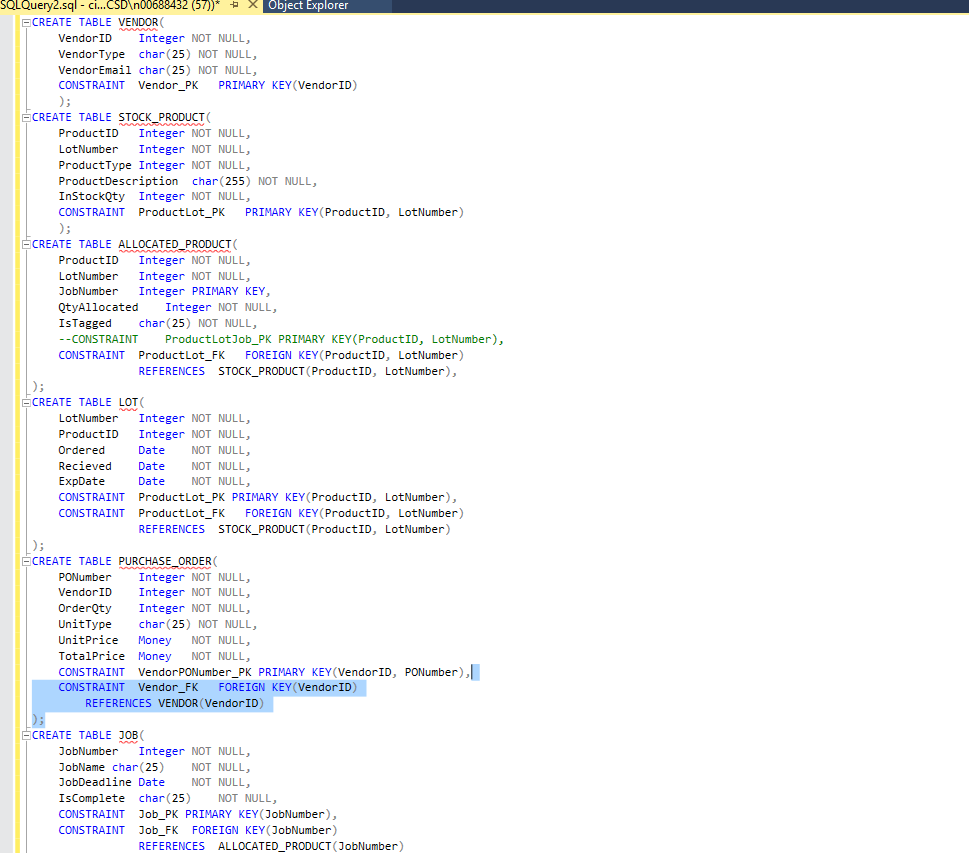 SQLQuery2.sql - ci...CSD\n00688432 (57))* Object Explorer
CREATE TABLE VENDOR(
VendorID Integer NOT NULL,
VendorType char(25) NOT NULL,
VendorEmail char(25) NOT NULL,
CONSTRAINT Vendor_PK PRIMARY KEY(VendorID)
);
CREATE TABLE STOCK_PRODUCT(
ProductID Integer NOT NULL,
LotNumber Integer NOT NULL,
ProductType Integer NOT NULL,
ProductDescription char(255) NOT NULL,
InStockQty Integer NOT NULL,
CONSTRAINT ProductLot_PK PRIMARY KEY(ProductID, LotNumber)
);
CREATE TABLE ALLOCATED_PRODUCT(
ProductID Integer NOT NULL,
LotNumber Integer NOT NULL,
JobNumber Integer PRIMARY KEY,
QtyAllocated Integer NOT NULL,
IsTagged char(25) NOT NULL,
--CONSTRAINT ProductLotJob_PK PRIMARY KEY(ProductID, LotNumber),
CONSTRAINT ProductLot_FK FOREIGN KEY(ProductID, LotNumber)
REFERENCES STOCK_PRODUCT(ProductID, LotNumber),
);
CREATE TABLE LOT(
LotNumber Integer NOT NULL,
ProductID Integer NOT NULL,
Ordered Date NOT NULL,
Recieved Date NOT NULL,
ExpDate Date NOT NULL,
CONSTRAINT ProductLot_PK PRIMARY KEY(ProductID, LotNumber),
CONSTRAINT ProductLot_FK FOREIGN KEY(ProductID, LotNumber)
REFERENCES STOCK_PRODUCT(ProductID, LotNumber)
);
CREATE TABLE PURCHASE_ORDER(
PONumber Integer NOT NULL,
VendorID Integer NOT NULL,
OrderQty Integer NOT NULL,
UnitType char(25) NOT NULL,
UnitPrice Money NOT NULL,
TotalPrice Money NOT NULL,
CONSTRAINT VendorPONumber_PK PRIMARY KEY(VendorID, PONumber),
CONSTRAINT Vendor_FK FOREIGN KEY(VendorID)
REFERENCES VENDOR(VendorID)
);
CREATE TABLE JOB(
JobNumber Integer NOT NULL,
JobName char(25) NOT NULL,
JobDeadline Date NOT NULL,
IsComplete char(25) NOT NULL,
CONSTRAINT Job_PK PRIMARY KEY(JobNumber),
CONSTRAINT Job_FK FOREIGN KEY(JobNumber)
REFERENCES ALLOCATED_PRODUCT(JobNumber)